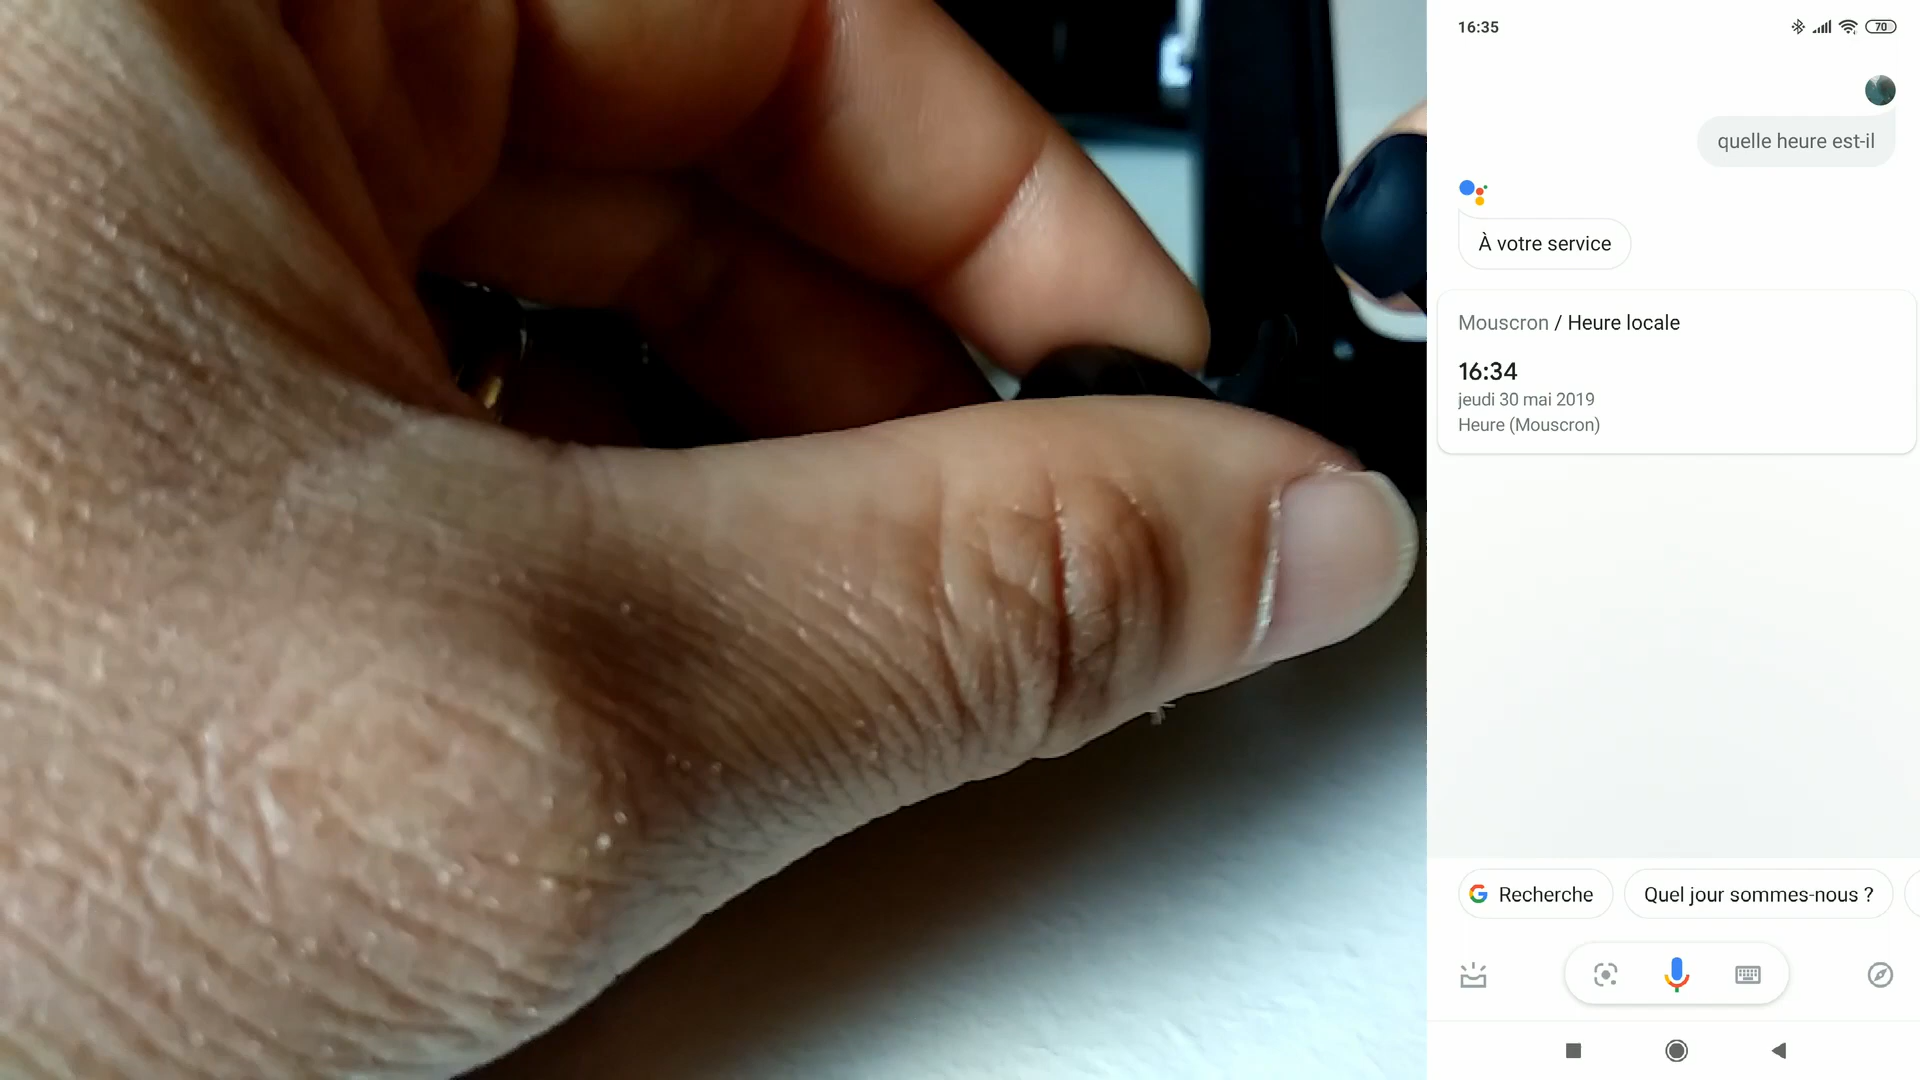 16:35
70
quelle heure est-il
À votre service
Mouscron / Heure locale
16:34
jeudi 30 mai 2019
Heure (Mouscron)
Recherche
Quel jour sommes-nous ?